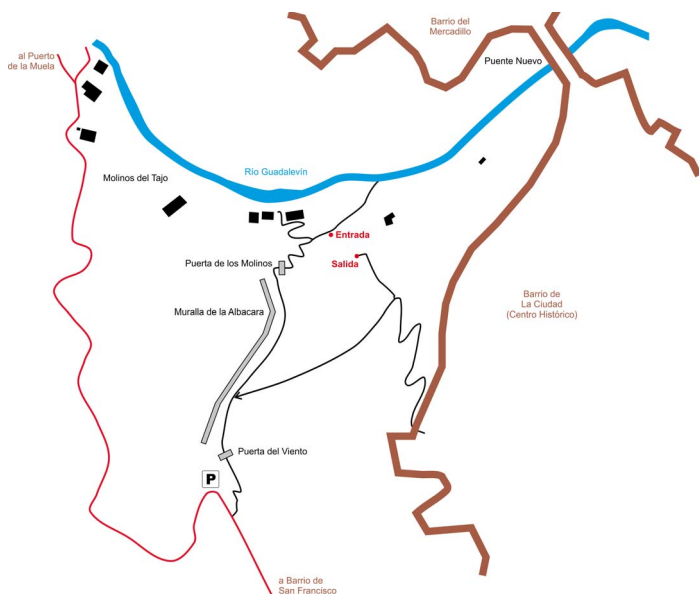 Barrio del
Mercadillo
al Puerto
de la Muela
Puente Nuevo
Río Guadalevín
Molinos del Tajo
Entrada
Puerta de los Molinos
Salida
Muralla de la Albacara
Barrio de
La Ciudad
(Centro Histórico)
Puerta del Viento
P
a Barrio de
San Francisco